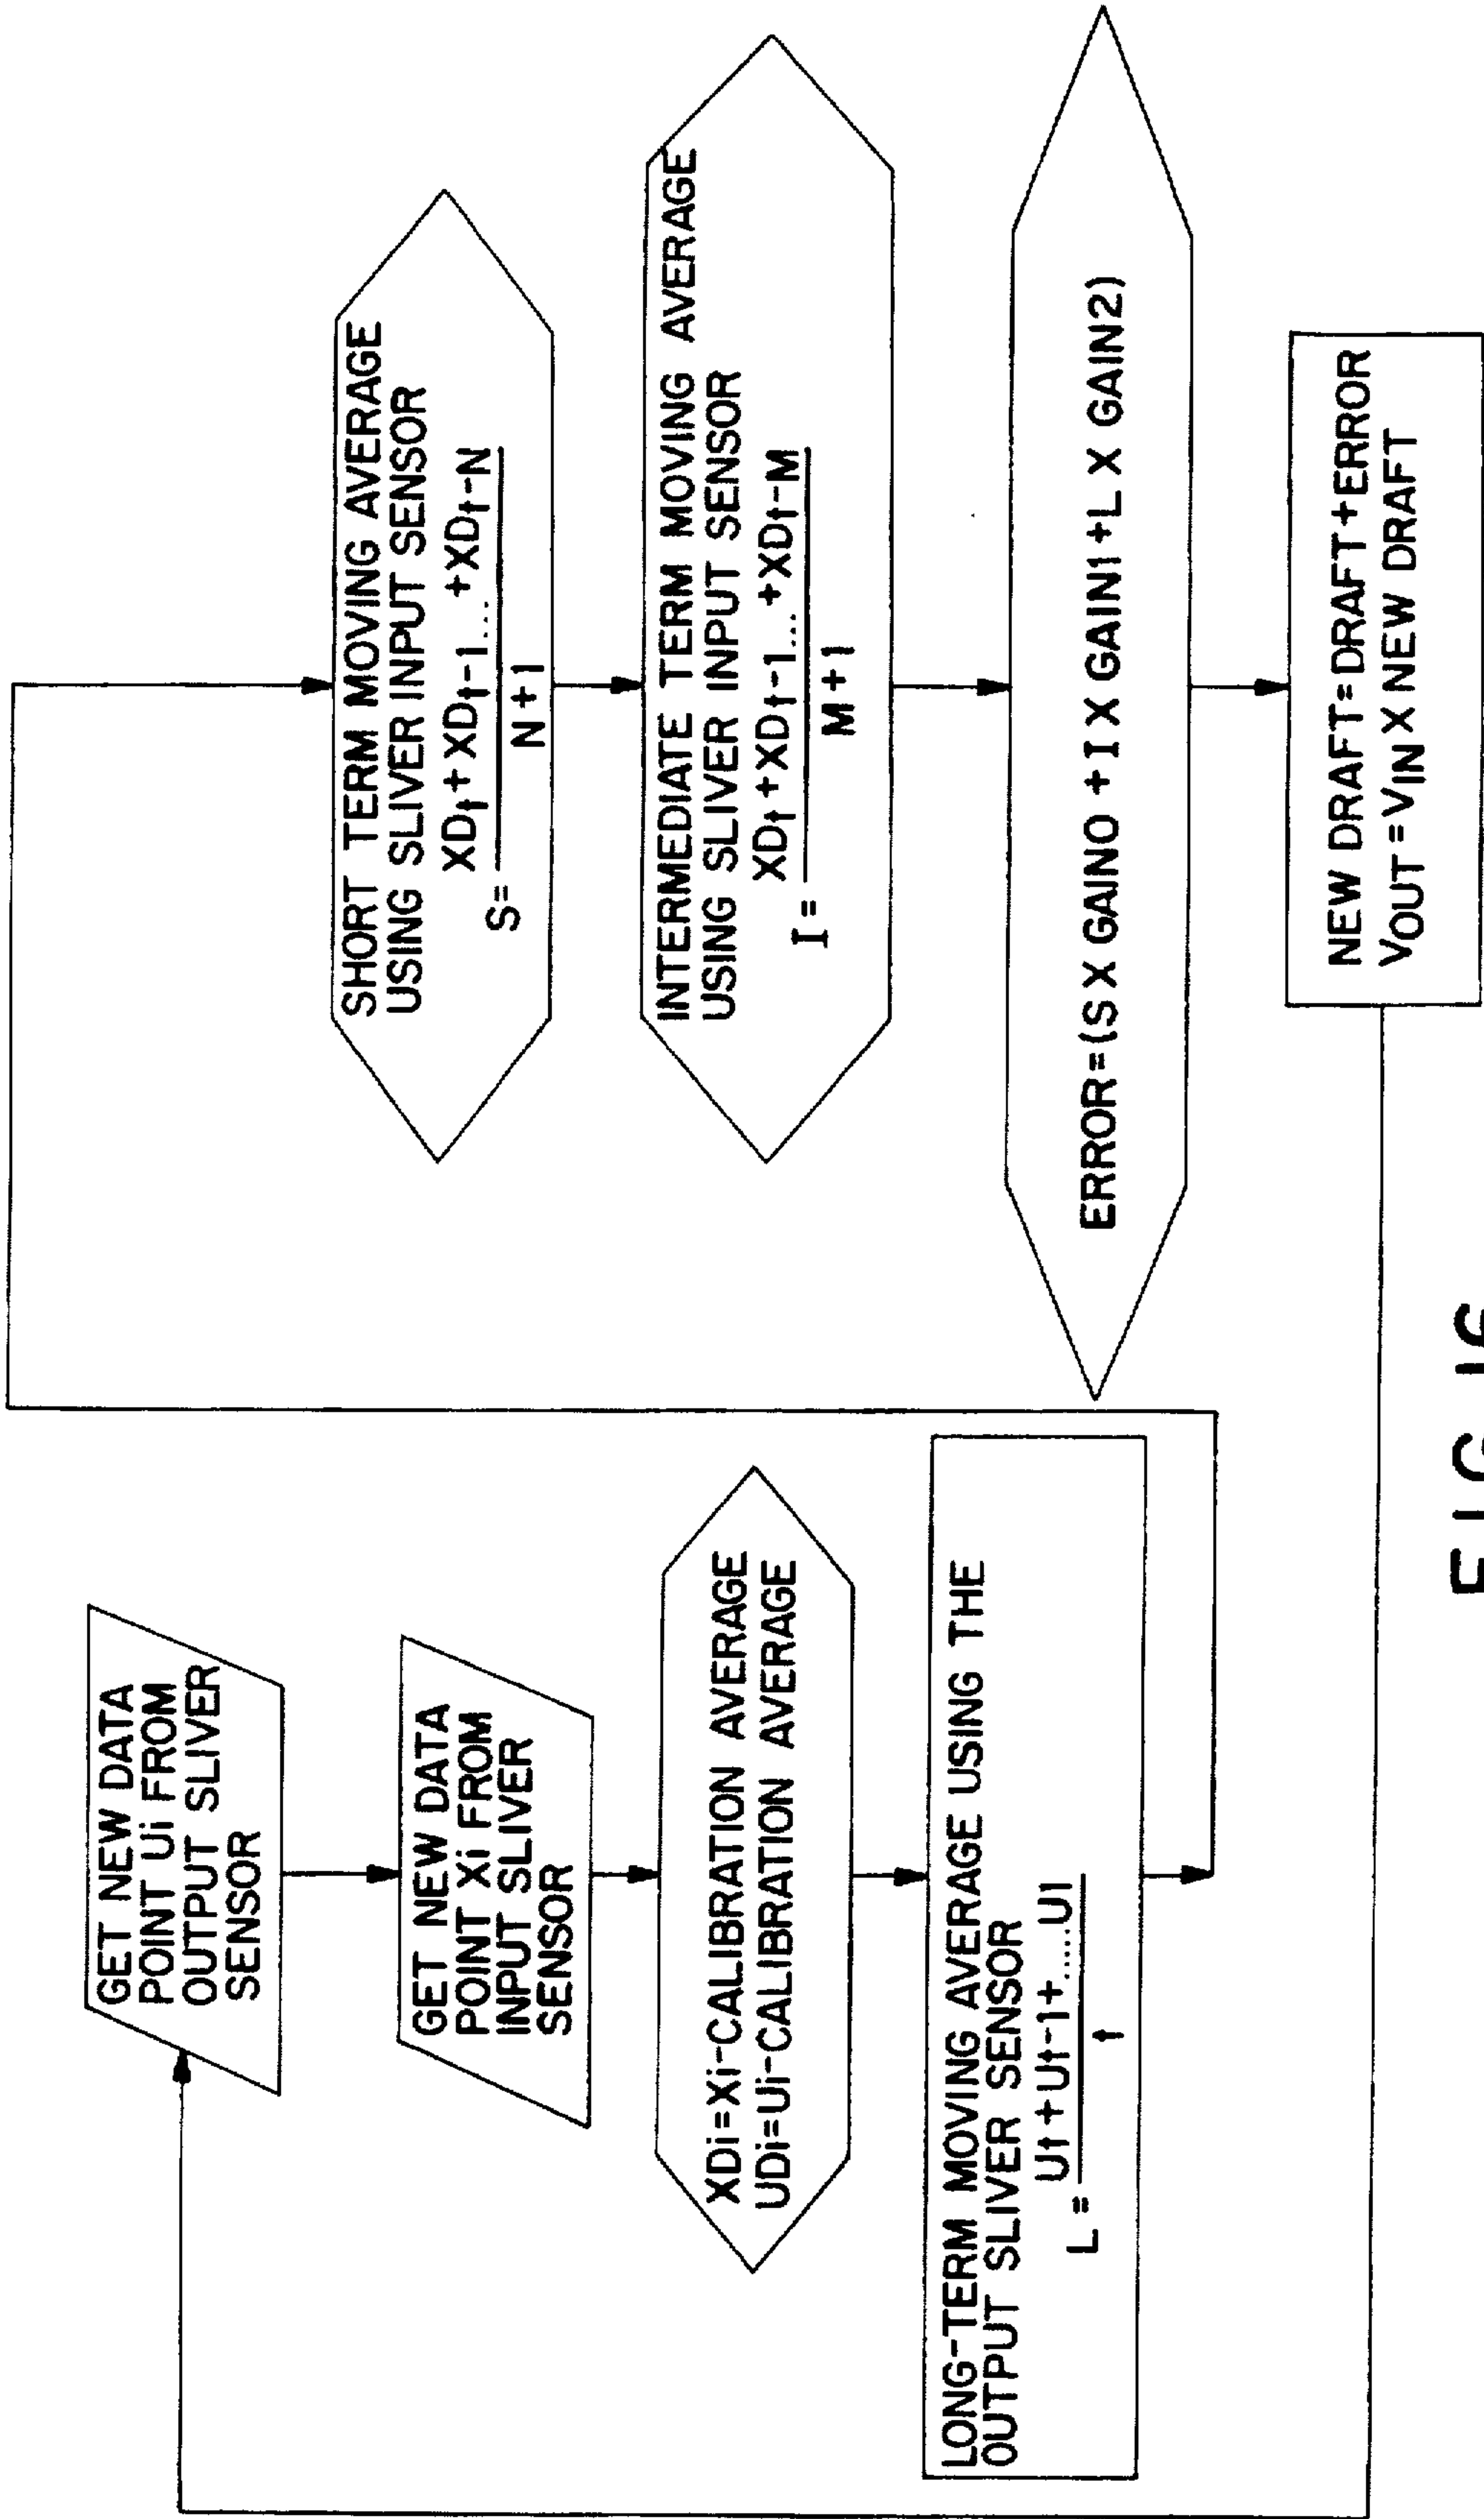 GET NEW DATA
POINT Ui FROM
OUTPUT SLIVER
SENSOR
GET NEW DATA
POINT Xi FROM
INPUT SLIVER
SENSOR
XDi=Xi-CALIBRATION AVERAGE
UDi=Ui-CALIBRATION AVERAGE
LONG-TERM MOVING AVERAGE USING THE
OUTPUT SLIVER SENSOR
L = Ut+Ut-1+.....U1
t
SHORT TERM MOVING AVERAGE
USING SLIVER INPUT SENSOR
S= XDt+XDt-1...+XDt-N
N+1
INTERMEDIATE TERM MOVING AVERAGE
USING SLIVER INPUT SENSOR
I = XDt+XDt-1...+XDt-M
M+1
ERROR=(S X GAINO + I X GAIN1+L X GAIN2)
NEW DRAFT=DRAFT+ERROR
VOUT=VIN X NEW DRAFT